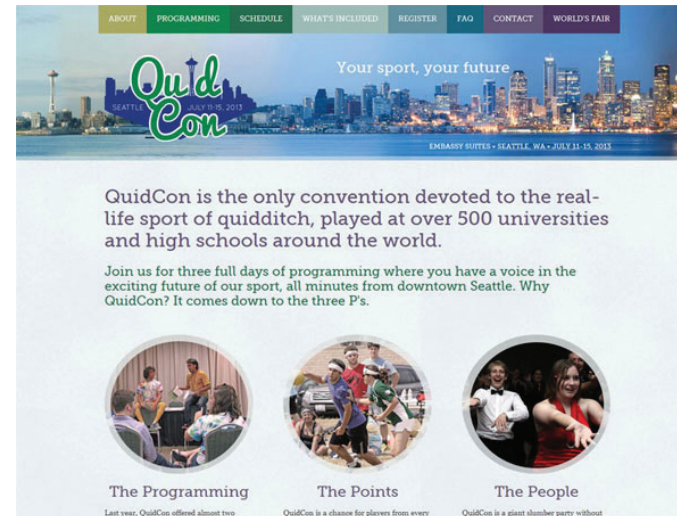 ABOUT PROGRAMMING SCHEDULE WHAT'S INCLUDED REGISTER FAQ CONTACT WORLD'S FAIR
Your sport, your future
Quid
SEATTLE JULY 11-15, 2013
Con
EMBASSY SUITES • SEATTLE, WA • JULY 11-15, 2013
QuidCon is the only convention devoted to the real-
life sport of quidditch, played at over 500 universities
and high schools around the world.
Join us for three full days of programming where you have a voice in the
exciting future of our sport, all minutes from downtown Seattle. Why
QuidCon? It comes down to the three P's.
The Programming The Points The People
Last year, QuidCon offered almost two QuidCon is a chance for players from every QuidCon is a giant slumber party without